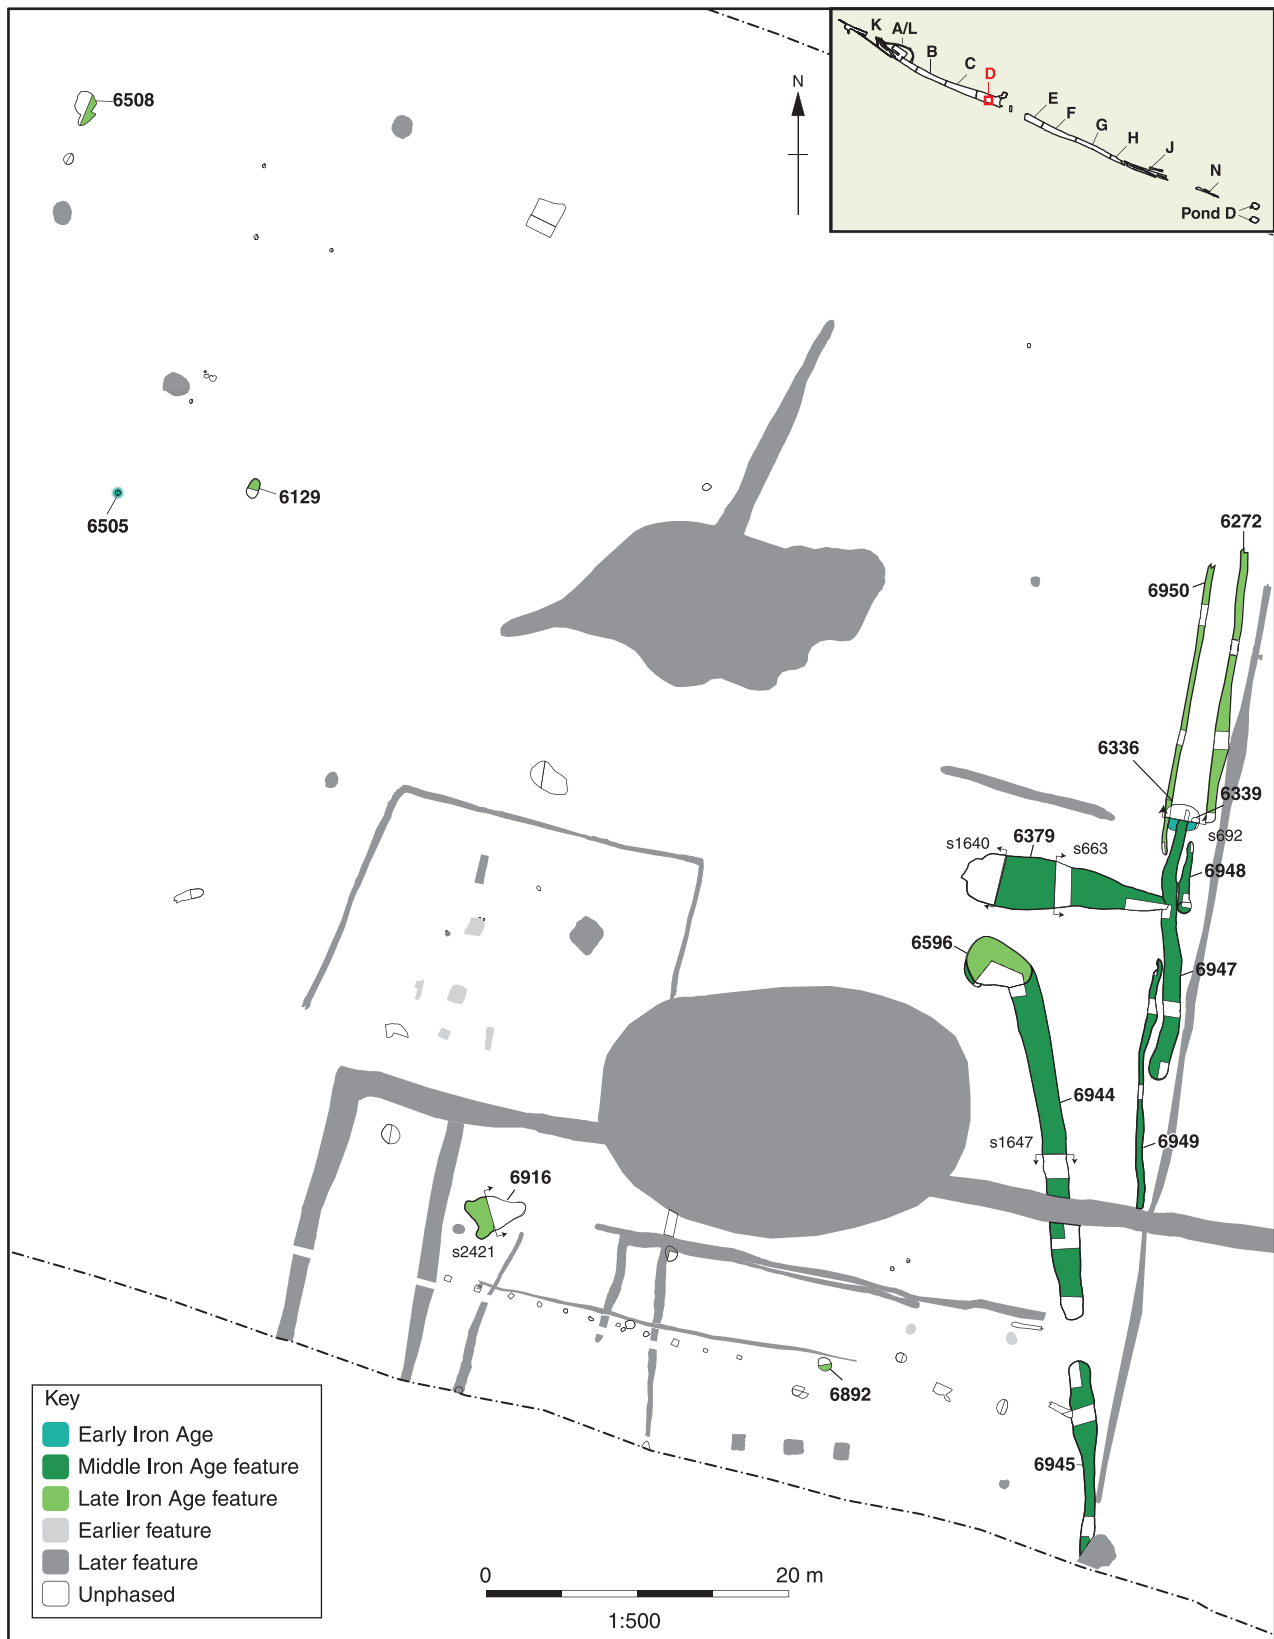 K
A/L
B
C
D
E
F
G
H
J
N
Pond D
N
6508
6505
6129
6272
6950
6336
6339
s692
6379
s1640
s663
6948
6596
6947
6944
s1647
6949
6916
s2421
6892
6945
Key
Early Iron Age
Middle Iron Age feature
Late Iron Age feature
Earlier feature
Later feature
Unphased
0 20 m
1:500